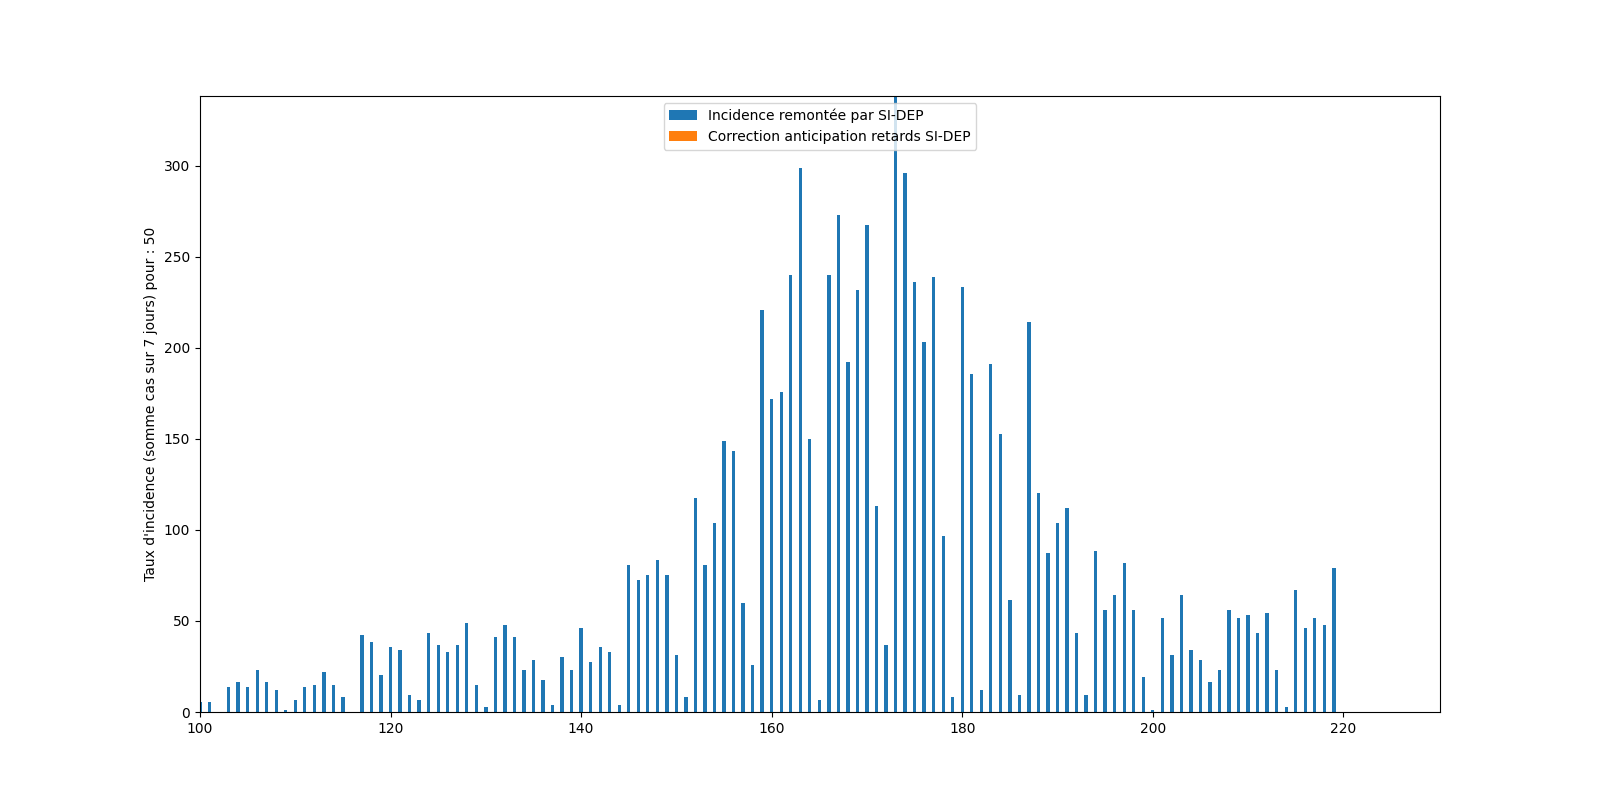 Incidence remontée par SI-DEP
Correction anticipation retards SI-DEP
Taux d'incidence (somme cas sur 7 jours) pour : 50
300
250
200
150
100
50
0
100 120 140 160 180 200 220